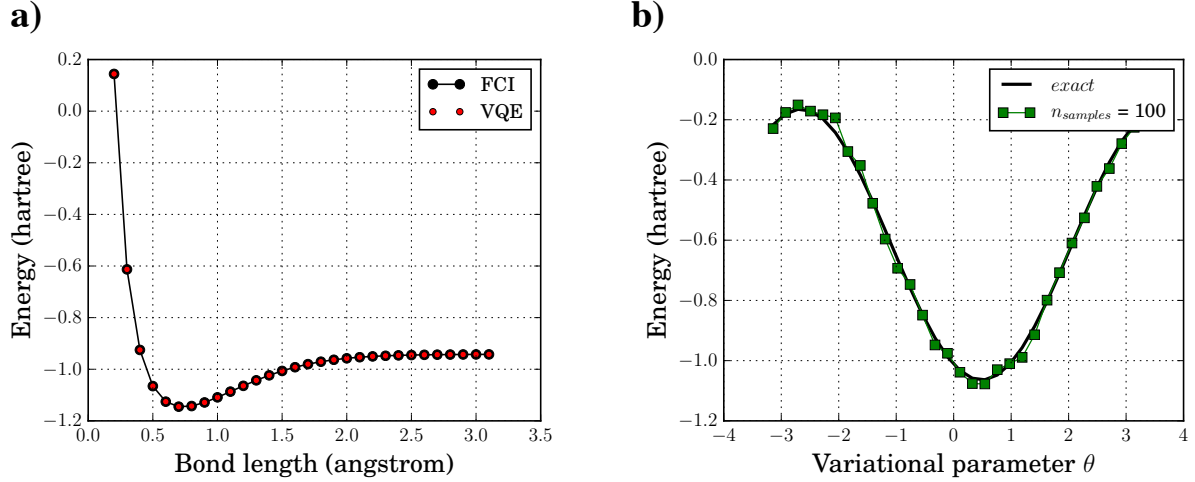 a)
0.2
0.0
−0.2
−0.4
−0.6
−0.8
−1.0
−1.2
0.0 0.5 1.0 1.5 2.0 2.5 3.0 3.5
Energy (hartree)
Bond length (angstrom)
FCI
VQE
b)
0.0
−0.2
−0.4
−0.6
−0.8
−1.0
−1.2
−4 −3 −2 −1 0 1 2 3 4
Energy (hartree)
Variational parameter θ
exact
n_samples = 100